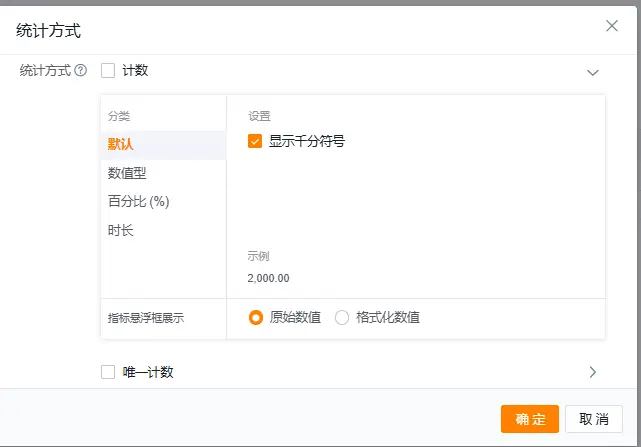 统计方式
统计方式 计数
分类
默认
数值型
百分比 (%)
时长
设置
显示千分符号
示例
2,000.00
指标悬浮框展示 原始数值 格式化数值
唯一计数
确定 取消